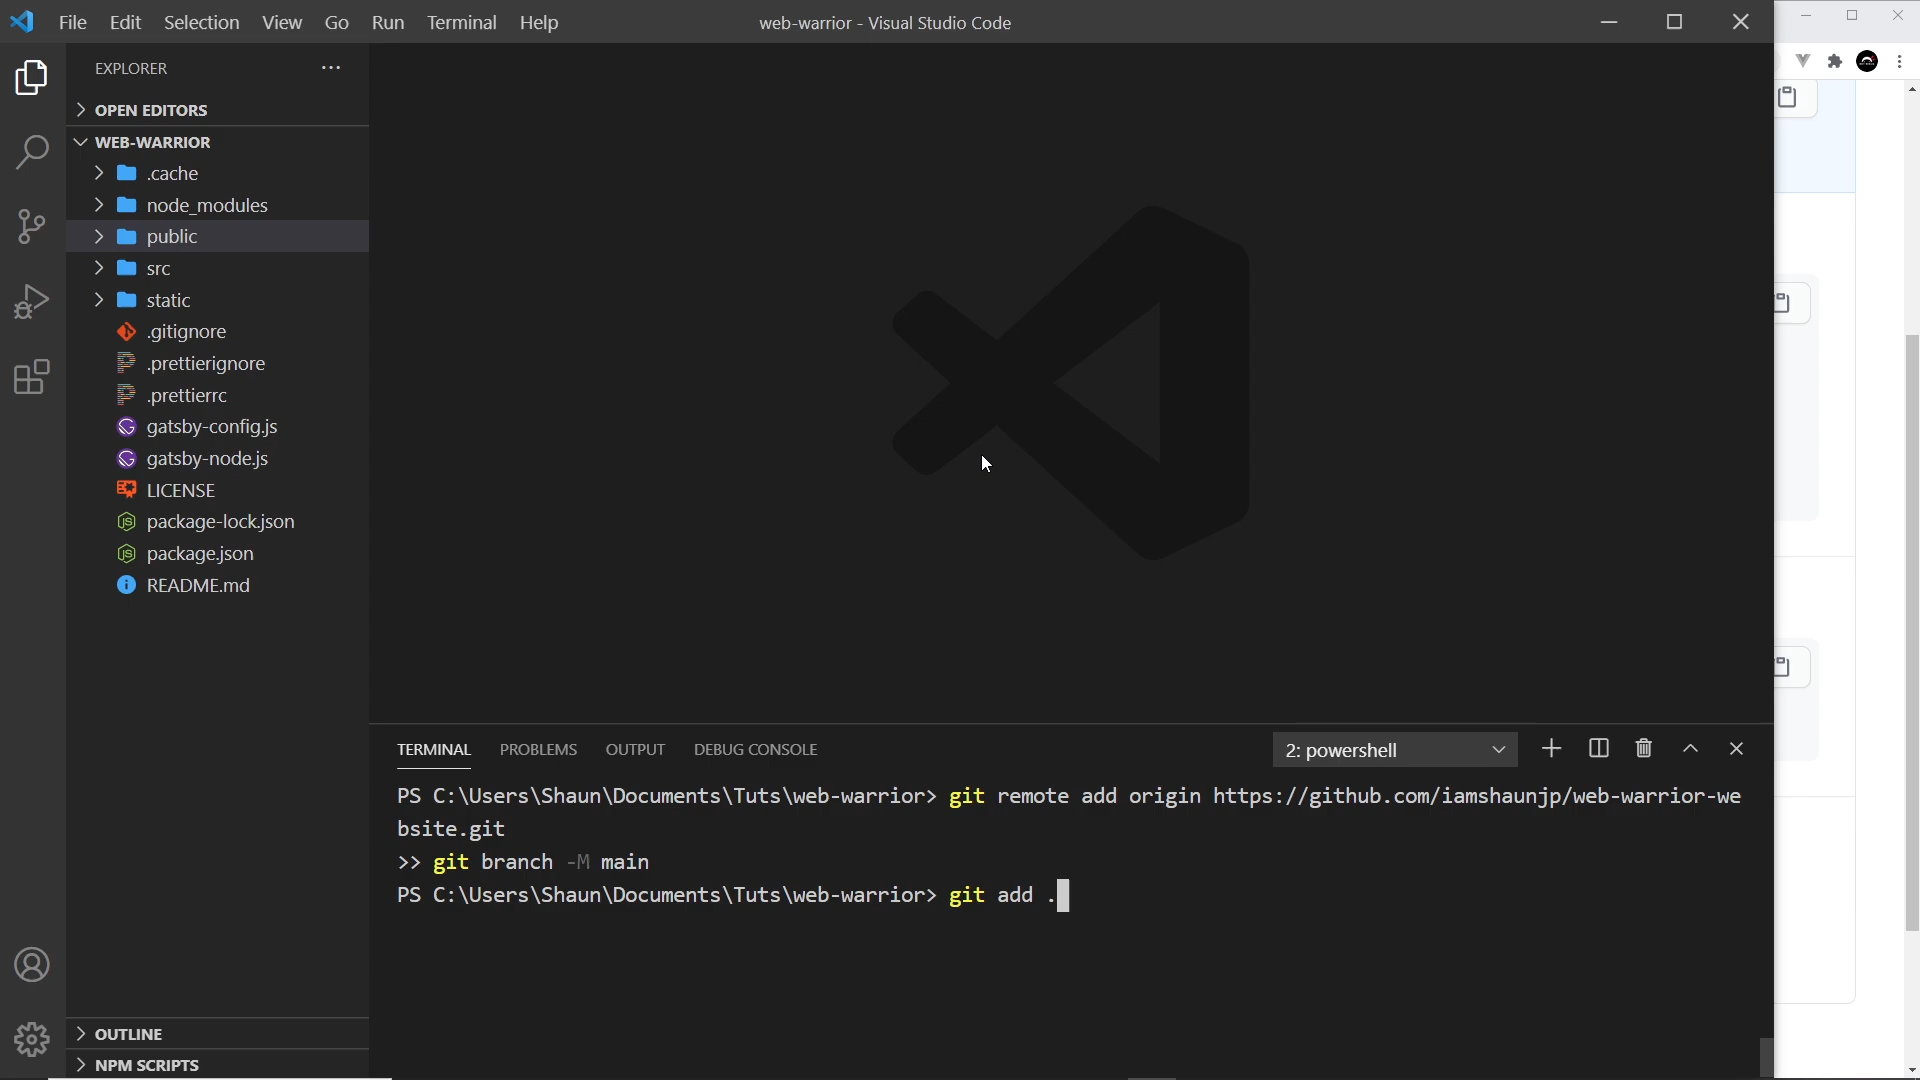 File Edit Selection View Go Run Terminal Help
web-warrior - Visual Studio Code
EXPLORER
OPEN EDITORS
WEB-WARRIOR
.cache
node_modules
public
src
static
.gitignore
.prettierignore
.prettierrc
gatsby-config.js
gatsby-node.js
LICENSE
package-lock.json
package.json
README.md
OUTLINE
NPM SCRIPTS
TERMINAL PROBLEMS OUTPUT DEBUG CONSOLE
2: powershell
PS C:\Users\Shaun\Documents\Tuts\web-warrior> git remote add origin https://github.com/iamshaunjp/web-warrior-we
bsite.git
>> git branch -M main
PS C:\Users\Shaun\Documents\Tuts\web-warrior> git add .